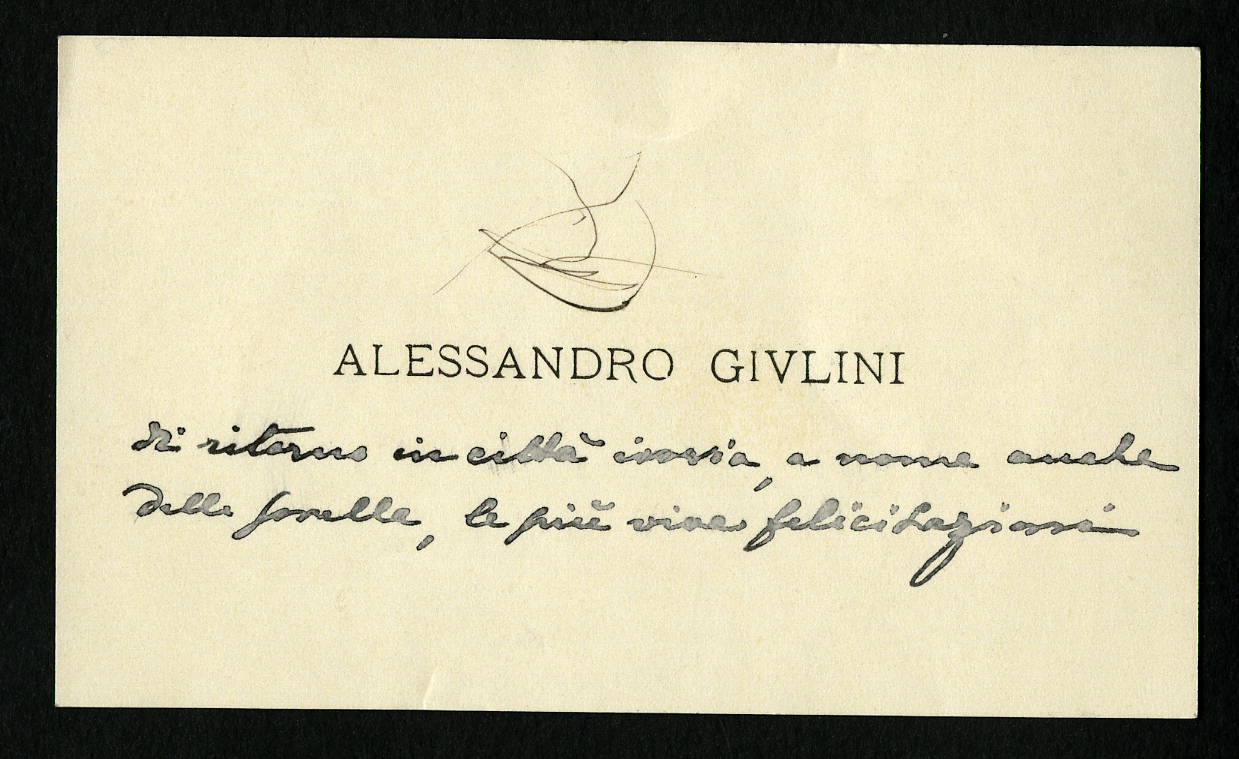 ALESSANDRO GIVLINI
di ritorno in città invia, a nome anche
delle sorelle, le più vive felicitazioni